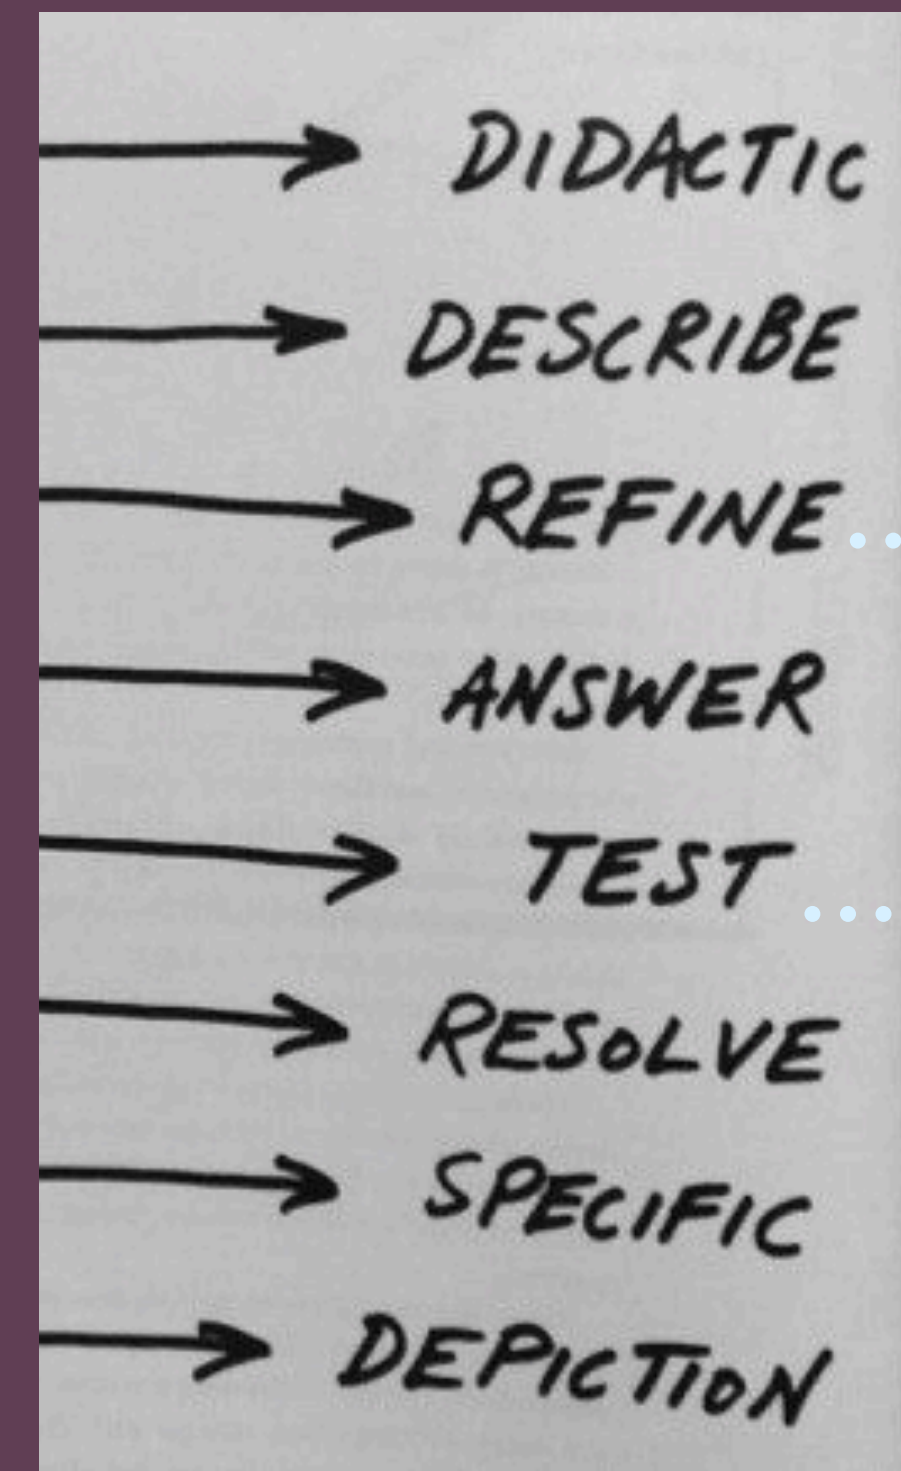 DIDACTIC
DESCRIBE
REFINE
ANSWER
TEST
RESOLVE
SPECIFIC
DEPICTION